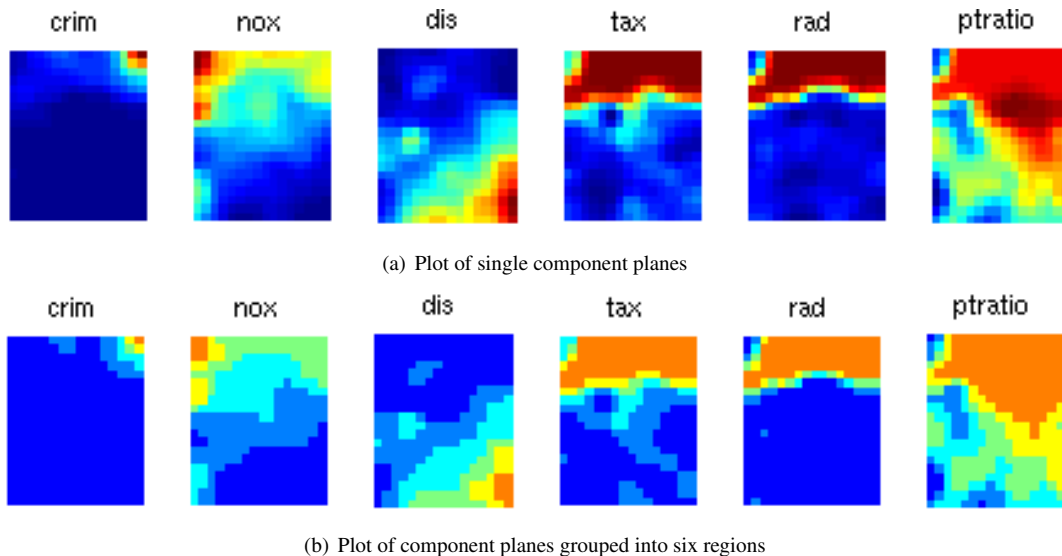 crim nox dis tax rad ptratio
(a) Plot of single component planes
crim nox dis tax rad ptratio
(b) Plot of component planes grouped into six regions